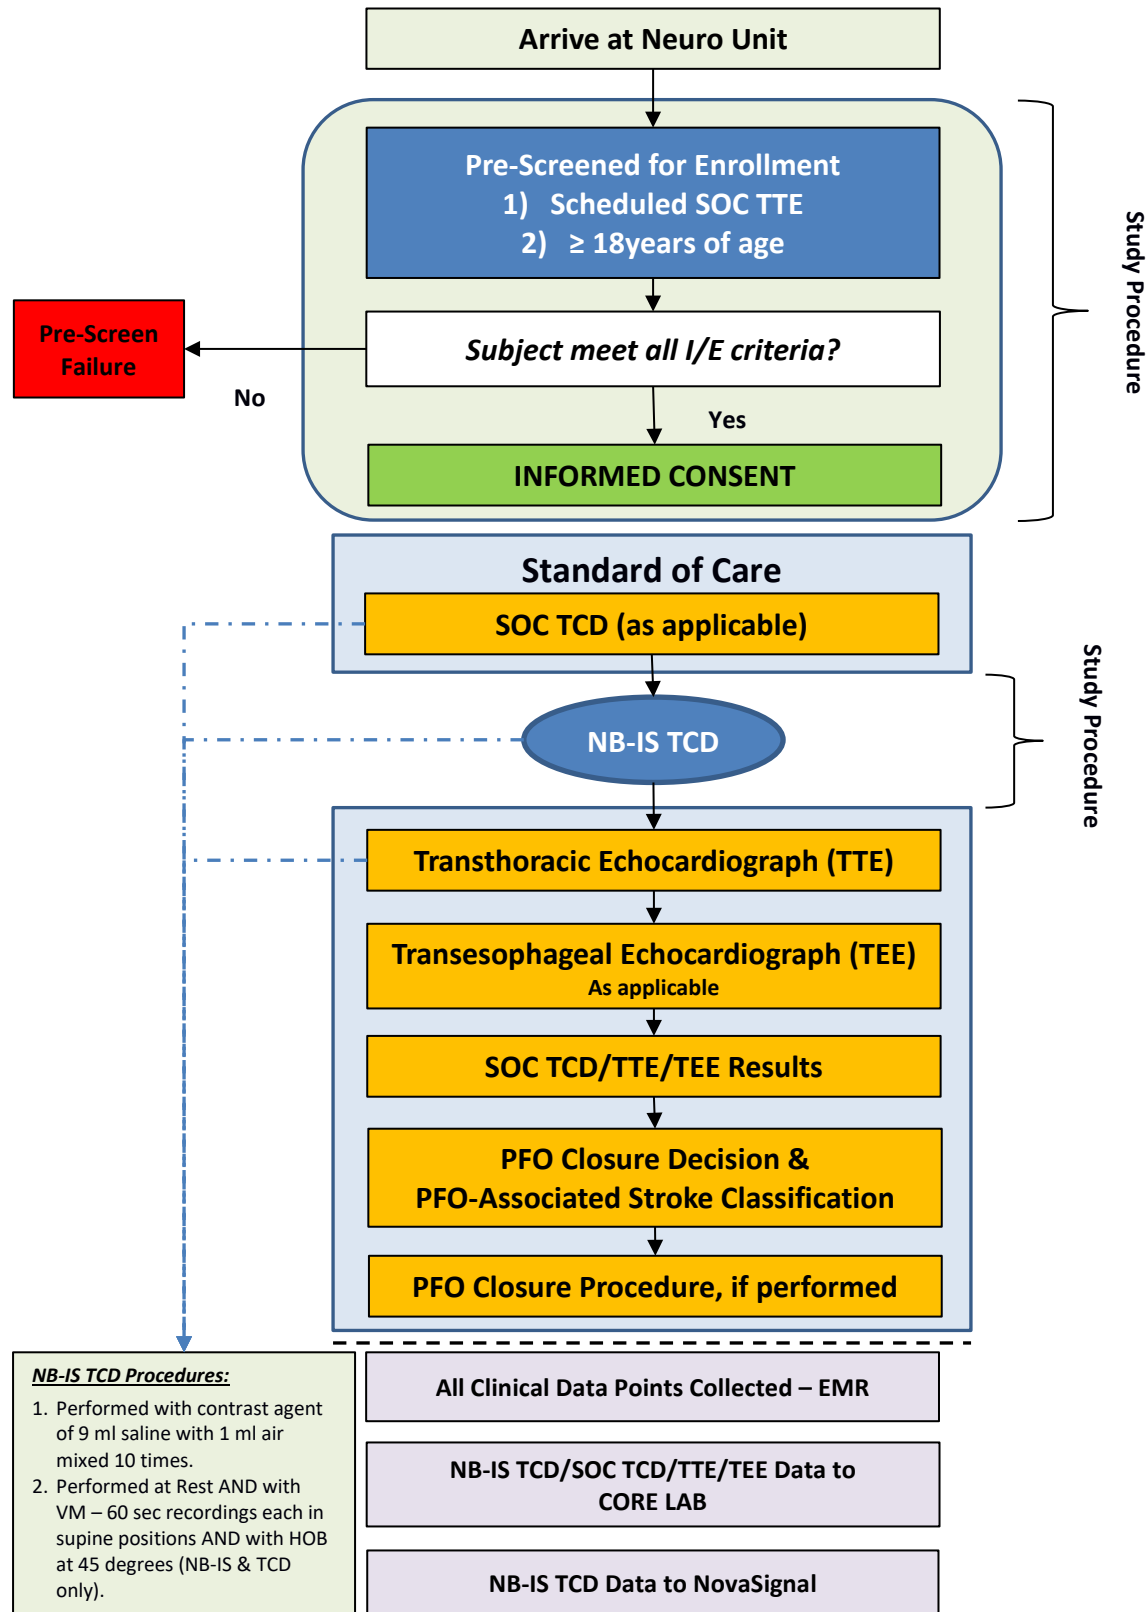 Arrive at Neuro Unit
Pre-Screened for Enrollment
1) Scheduled SOC TTE
2) ≥ 18years of age
Study Procedure
Pre-Screen
Failure
Subject meet all I/E criteria?
No
Yes
INFORMED CONSENT
Standard of Care
SOC TCD (as applicable)
NB-IS TCD
Study Procedure
Transthoracic Echocardiograph (TTE)
Transesophageal Echocardiograph (TEE)
As applicable
SOC TCD/TTE/TEE Results
PFO Closure Decision &
PFO-Associated Stroke Classification
PFO Closure Procedure, if performed
NB-IS TCD Procedures:
1. Performed with contrast agent
of 9 ml saline with 1 ml air
mixed 10 times.
2. Performed at Rest AND with
VM – 60 sec recordings each in
supine positions AND with HOB
at 45 degrees (NB-IS & TCD
only).
All Clinical Data Points Collected – EMR
NB-IS TCD/SOC TCD/TTE/TEE Data to
CORE LAB
NB-IS TCD Data to NovaSignal